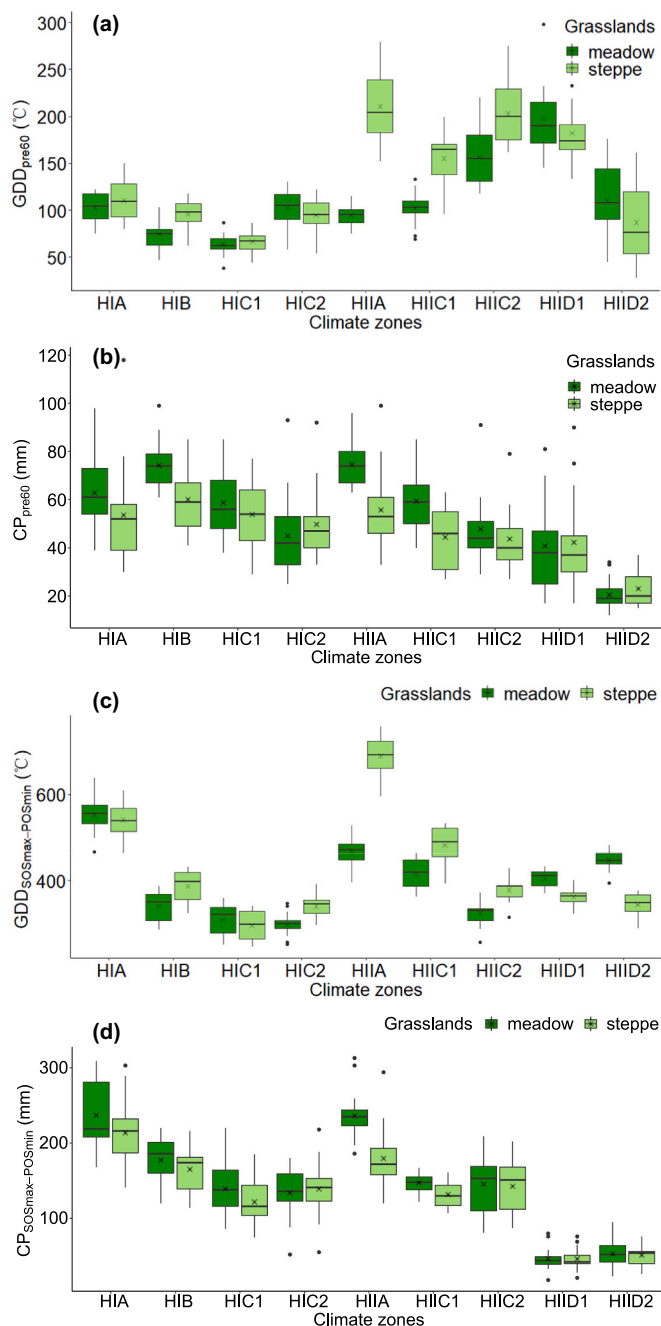 (a)
Grasslands
meadow
steppe
GDDpre60 (℃)
300
250
200
150
100
50
HIA HIB HIC1 HIC2 HIIA HIIC1 HIIC2 HIID1 HIID2
Climate zones
(b).
Grasslands
meadow
steppe
CPpre60 (mm)
120
100
80
60
40
20
HIA HIB HIC1 HIC2 HIIA HIIC1 HIIC2 HIID1 HIID2
Climate zones
(c)
Grasslands meadow steppe
GDDSOSmax–POSmin (℃)
600
400
HIA HIB HIC1 HIC2 HIIA HIIC1 HIIC2 HIID1 HIID2
Climate zones
(d)
Grasslands meadow steppe
CPSOSmax–POSmin (mm)
300
200
100
HIA HIB HIC1 HIC2 HIIA HIIC1 HIIC2 HIID1 HIID2
Climate zones